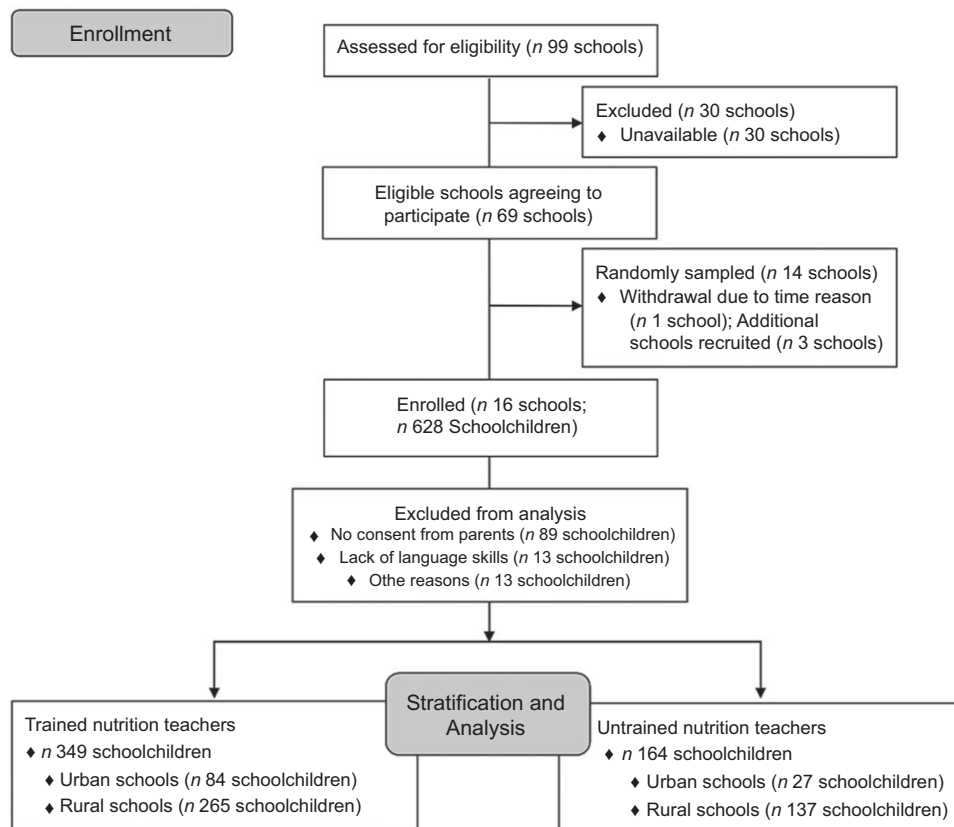 Enrollment
Assessed for eligibility (n 99 schools)
Excluded (n 30 schools)
♦ Unavailable (n 30 schools)
Eligible schools agreeing to
participate (n 69 schools)
Randomly sampled (n 14 schools)
♦ Withdrawal due to time reason
(n 1 school); Additional
schools recruited (n 3 schools)
Enrolled (n 16 schools;
n 628 Schoolchildren)
Excluded from analysis
♦ No consent from parents (n 89 schoolchildren)
♦ Lack of language skills (n 13 schoolchildren)
♦ Othe reasons (n 13 schoolchildren)
Stratification and
Analysis
Trained nutrition teachers
♦ n 349 schoolchildren
♦ Urban schools (n 84 schoolchildren)
♦ Rural schools (n 265 schoolchildren)
Untrained nutrition teachers
♦ n 164 schoolchildren
♦ Urban schools (n 27 schoolchildren)
♦ Rural schools (n 137 schoolchildren)